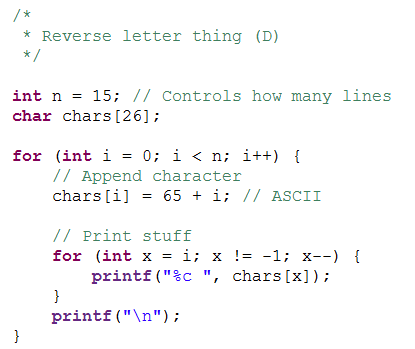 /*
 * Reverse letter thing (D)
 */

int n = 15; // Controls how many lines
char chars[26];

for (int i = 0; i < n; i++) {
    // Append character
    chars[i] = 65 + i; // ASCII

    // Print stuff
    for (int x = i; x != -1; x--) {
        printf("%c ", chars[x]);
    }
    printf("\n");
}